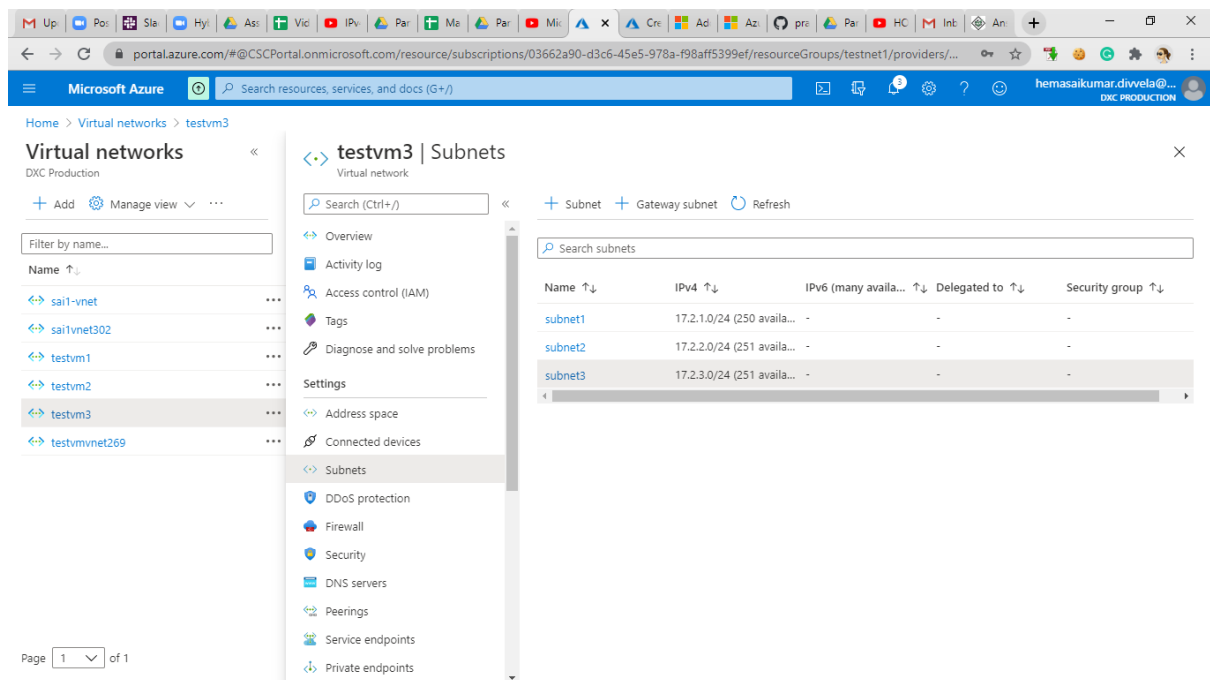 M Up Pos Sla Hyl Ass Vid IPv Par Ma Par Mic Cre Ad Azu pra Par HC Inb An
portal.azure.com/#@CSCPortal.onmicrosoft.com/resource/subscriptions/03662a90-d3c6-45e5-978a-f98aff5399ef/resourceGroups/testnet1/providers/...
Microsoft Azure
Search resources, services, and docs (G+/)
3
hemasaikumar.divvela@...
DXC PRODUCTION
Home > Virtual networks > testvm3
Virtual networks «
DXC Production
+ Add Manage view ···
Filter by name...
Name ↑↓
sai1-vnet ···
sai1vnet302 ···
testvm1 ···
testvm2 ···
testvm3 ···
testvmvnet269 ···
Page 1 of 1
testvm3 | Subnets
Virtual network
Search (Ctrl+/) «
Overview
Activity log
Access control (IAM)
Tags
Diagnose and solve problems
Settings
Address space
Connected devices
Subnets
DDoS protection
Firewall
Security
DNS servers
Peerings
Service endpoints
Private endpoints
+ Subnet + Gateway subnet Refresh
Search subnets
Name ↑↓ IPv4 ↑↓ IPv6 (many availa... ↑↓ Delegated to ↑↓ Security group ↑↓
subnet1 17.2.1.0/24 (250 availa... - - -
subnet2 17.2.2.0/24 (251 availa... - - -
subnet3 17.2.3.0/24 (251 availa... - - -